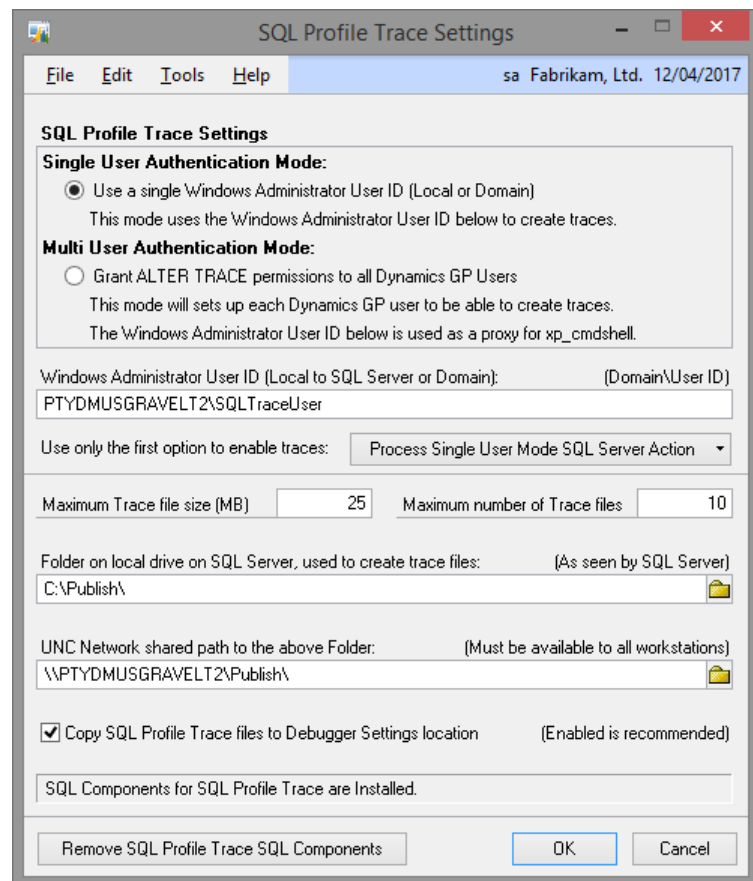 SQL Profile Trace Settings
File Edit Tools Help sa Fabrikam, Ltd. 12/04/2017
SQL Profile Trace Settings
Single User Authentication Mode:
Use a single Windows Administrator User ID (Local or Domain)
This mode uses the Windows Administrator User ID below to create traces.
Multi User Authentication Mode:
Grant ALTER TRACE permissions to all Dynamics GP Users
This mode will sets up each Dynamics GP user to be able to create traces.
The Windows Administrator User ID below is used as a proxy for xp_cmdshell.
Windows Administrator User ID (Local to SQL Server or Domain): (Domain\User ID)
PTYDMUSGRAVELT2\SQLTraceUser
Use only the first option to enable traces: Process Single User Mode SQL Server Action
Maximum Trace file size (MB) 25 Maximum number of Trace files 10
Folder on local drive on SQL Server, used to create trace files: (As seen by SQL Server)
C:\Publish\
UNC Network shared path to the above Folder: (Must be available to all workstations)
\\PTYDMUSGRAVELT2\Publish\
Copy SQL Profile Trace files to Debugger Settings location (Enabled is recommended)
SQL Components for SQL Profile Trace are Installed.
Remove SQL Profile Trace SQL Components OK Cancel